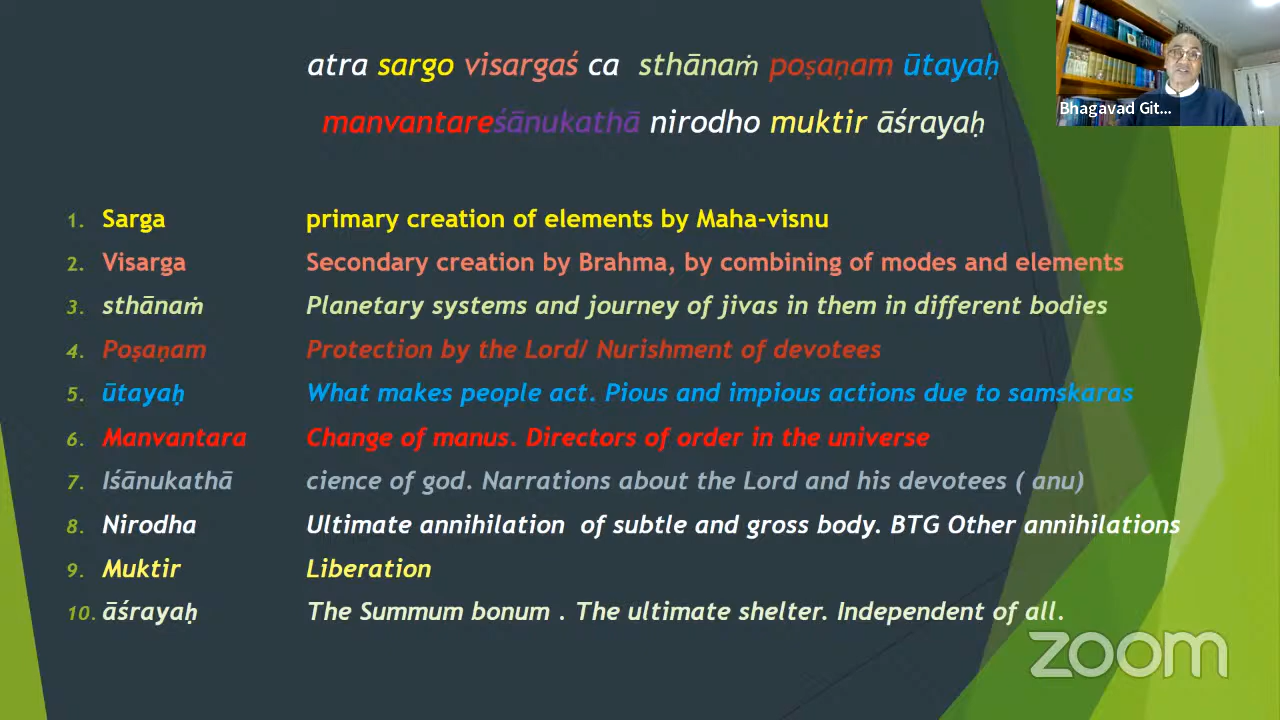 atra sargo visargaś ca sthānaṁ poṣaṇam ūtayaḥ
manvantareśānukathā nirodho muktir āśrayaḥ
Bhagavad Git...
1. Sarga primary creation of elements by Maha-visnu
2. Visarga Secondary creation by Brahma, by combining of modes and elements
3. sthānaṁ Planetary systems and journey of jivas in them in different bodies
4. Poṣaṇam Protection by the Lord/ Nurishment of devotees
5. ūtayaḥ What makes people act. Pious and impious actions due to samskaras
6. Manvantara Change of manus. Directors of order in the universe
7. Iśānukathā cience of god. Narrations about the Lord and his devotees ( anu)
8. Nirodha Ultimate annihilation of subtle and gross body. BTG Other annihilations
9. Muktir Liberation
10. āśrayaḥ The Summum bonum . The ultimate shelter. Independent of all.
zoom